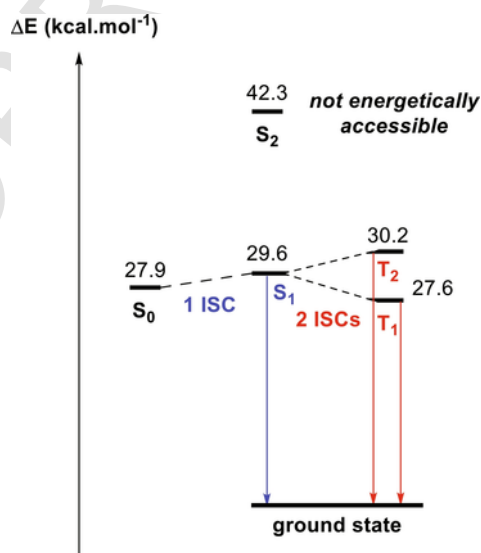 ΔE (kcal.mol⁻¹)
42.3
not energetically
accessible
S₂
30.2
29.6
27.9
T₂
27.6
S₁
1 ISC
S₀
2 ISCs
T₁
ground state